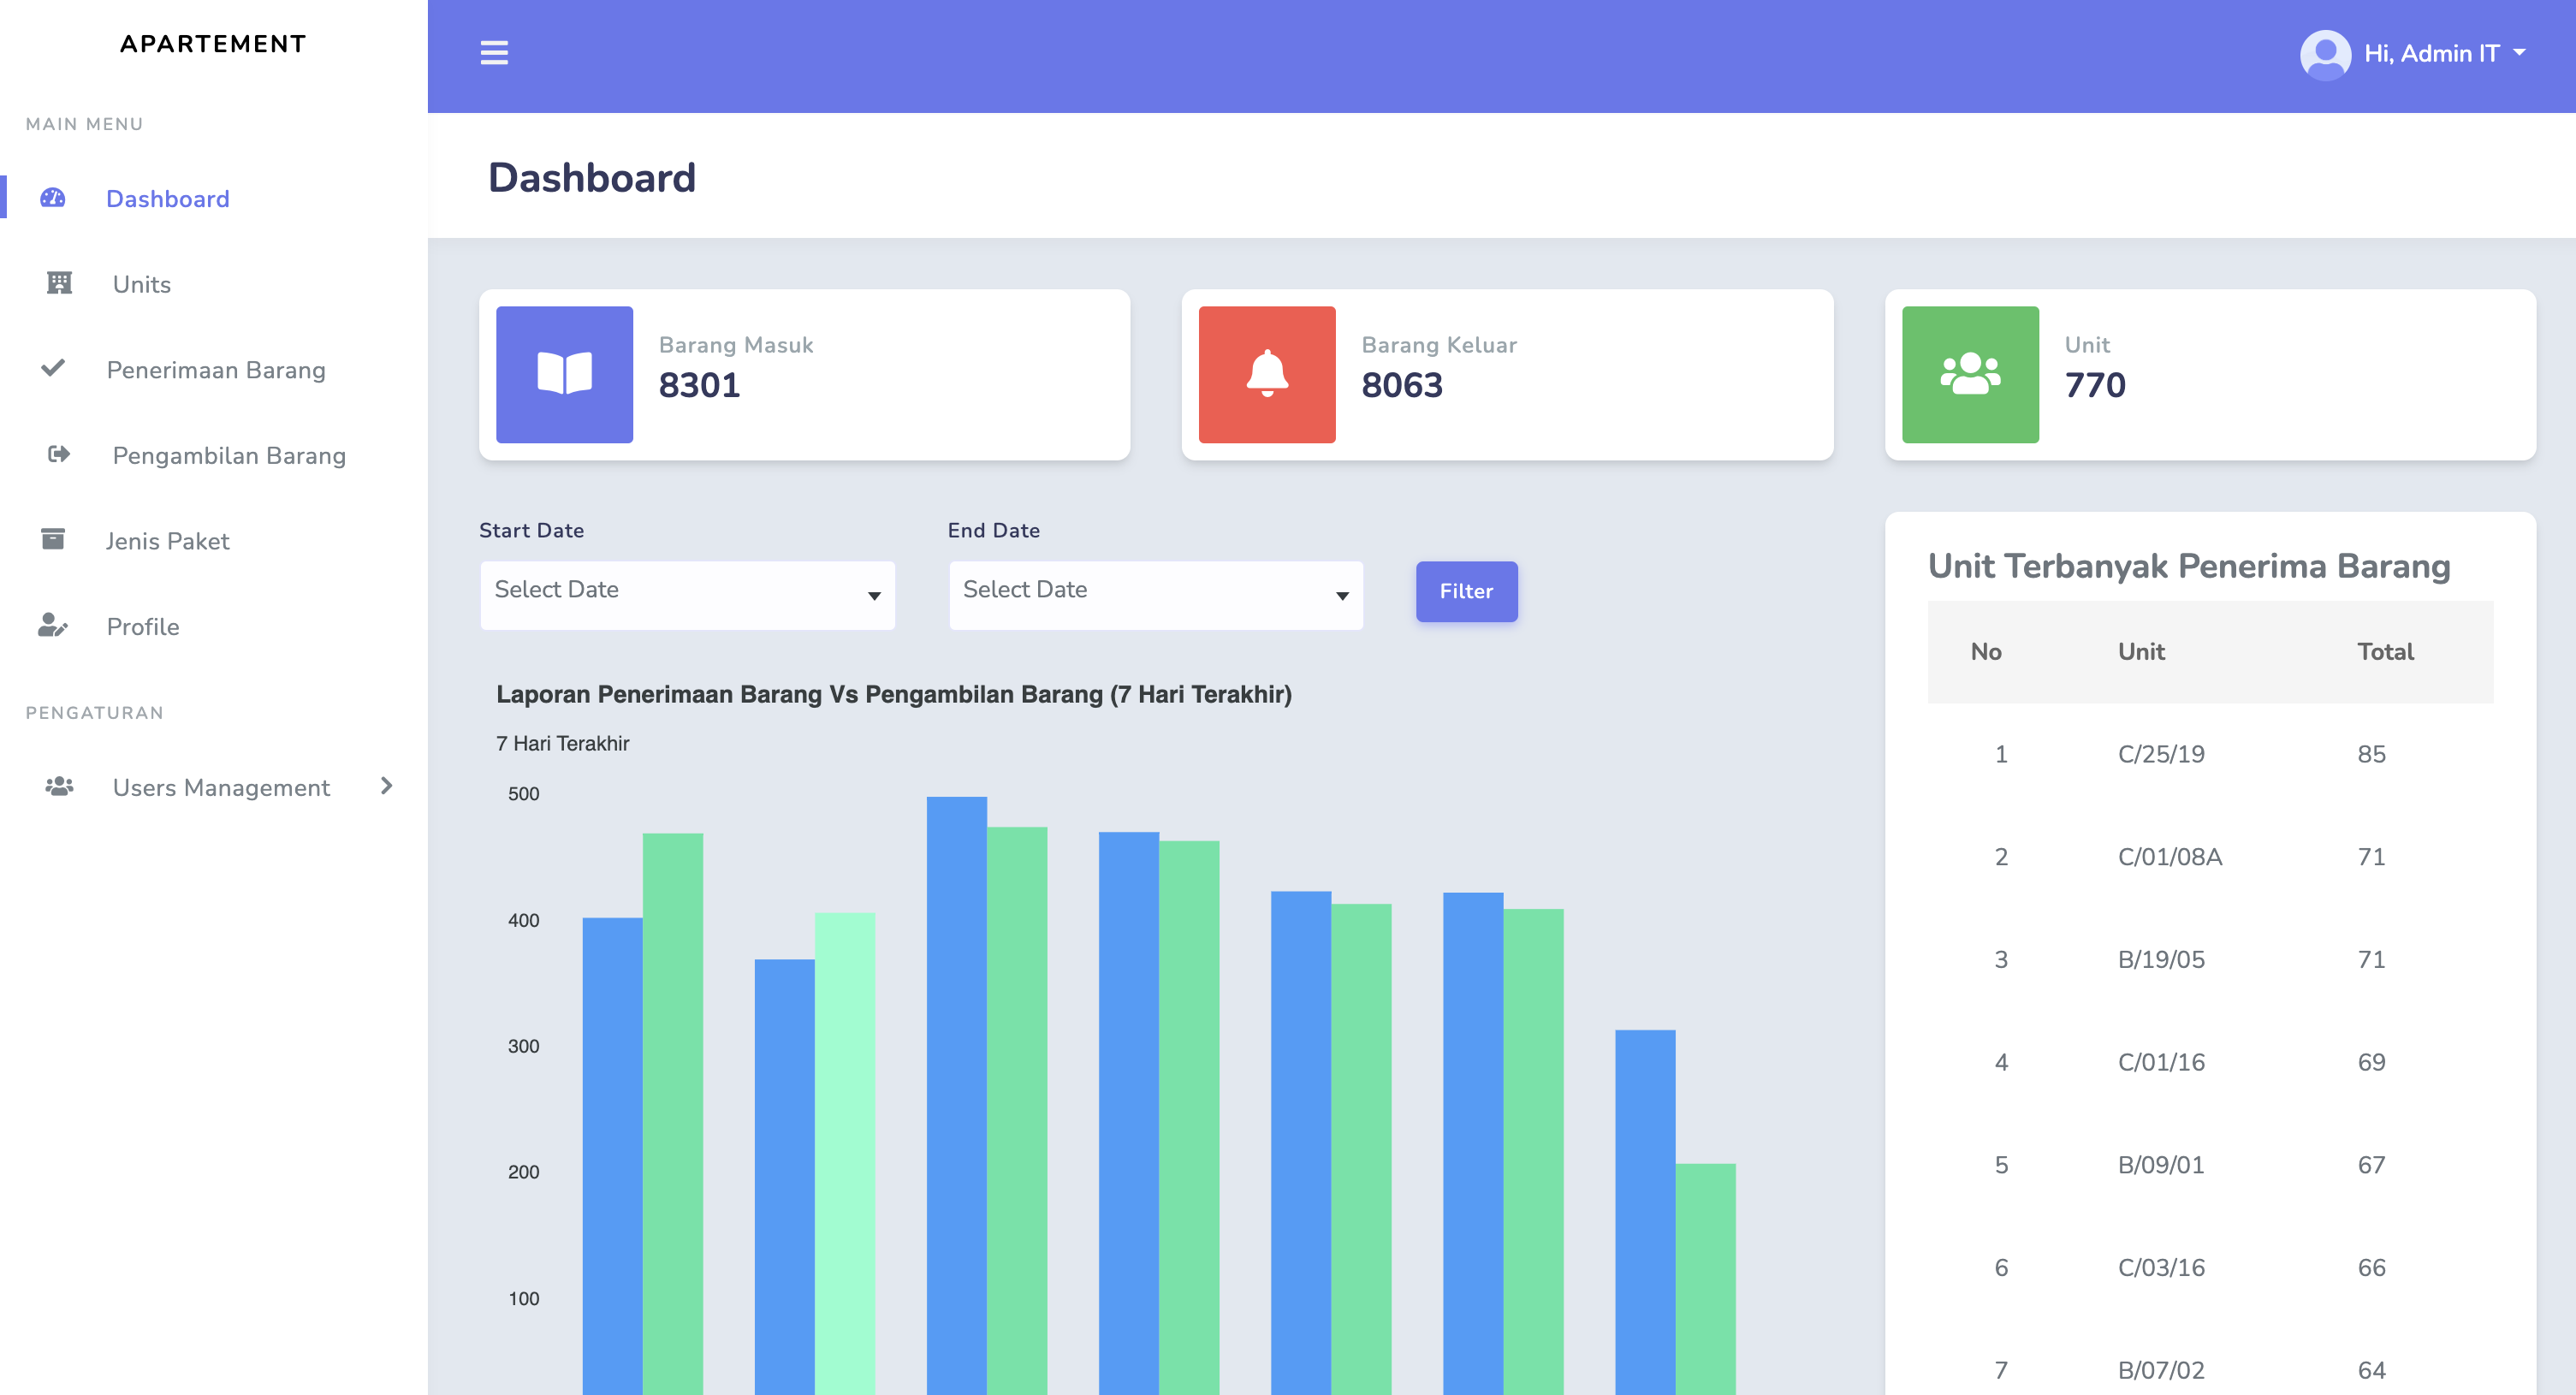 APARTEMENT
MAIN MENU
Dashboard
Units
Penerimaan Barang
Pengambilan Barang
Jenis Paket
Profile
PENGATURAN
Users Management
Hi, Admin IT
Dashboard
Barang Masuk
8301
Barang Keluar
8063
Unit
770
Start Date
End Date
Select Date
Select Date
Filter
Laporan Penerimaan Barang Vs Pengambilan Barang (7 Hari Terakhir)
7 Hari Terakhir
500
400
300
200
100
Unit Terbanyak Penerima Barang
No Unit Total
1 C/25/19 85
2 C/01/08A 71
3 B/19/05 71
4 C/01/16 69
5 B/09/01 67
6 C/03/16 66
7 B/07/02 64